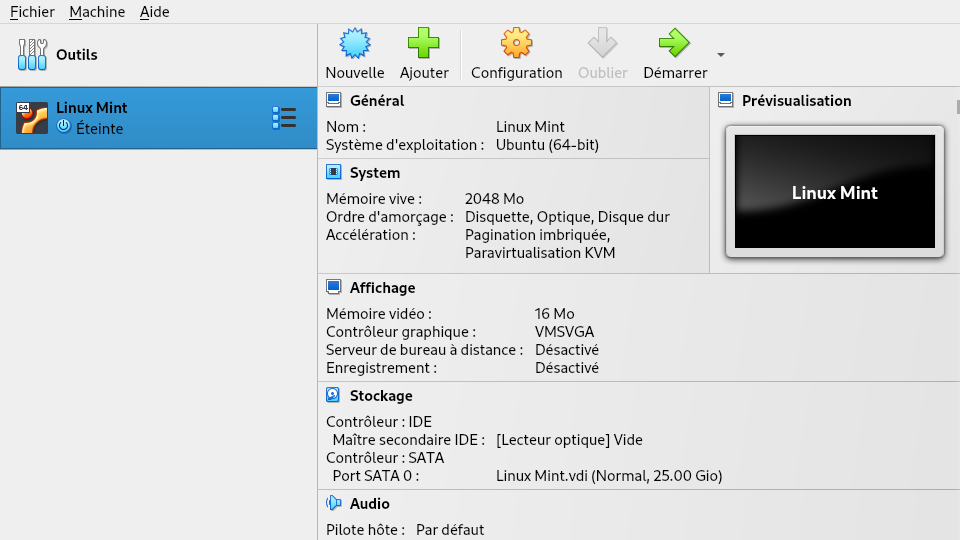 Fichier Machine Aide
Outils
Nouvelle Ajouter Configuration Oublier Démarrer
64
Linux Mint
Éteinte
Général
Nom : Linux Mint
Système d'exploitation : Ubuntu (64-bit)
System
Mémoire vive : 2048 Mo
Ordre d'amorçage : Disquette, Optique, Disque dur
Accélération : Pagination imbriquée,
Paravirtualisation KVM
Prévisualisation
Linux Mint
Affichage
Mémoire vidéo : 16 Mo
Contrôleur graphique : VMSVGA
Serveur de bureau à distance : Désactivé
Enregistrement : Désactivé
Stockage
Contrôleur : IDE
Maître secondaire IDE : [Lecteur optique] Vide
Contrôleur : SATA
Port SATA 0 : Linux Mint.vdi (Normal, 25.00 Gio)
Audio
Pilote hôte : Par défaut